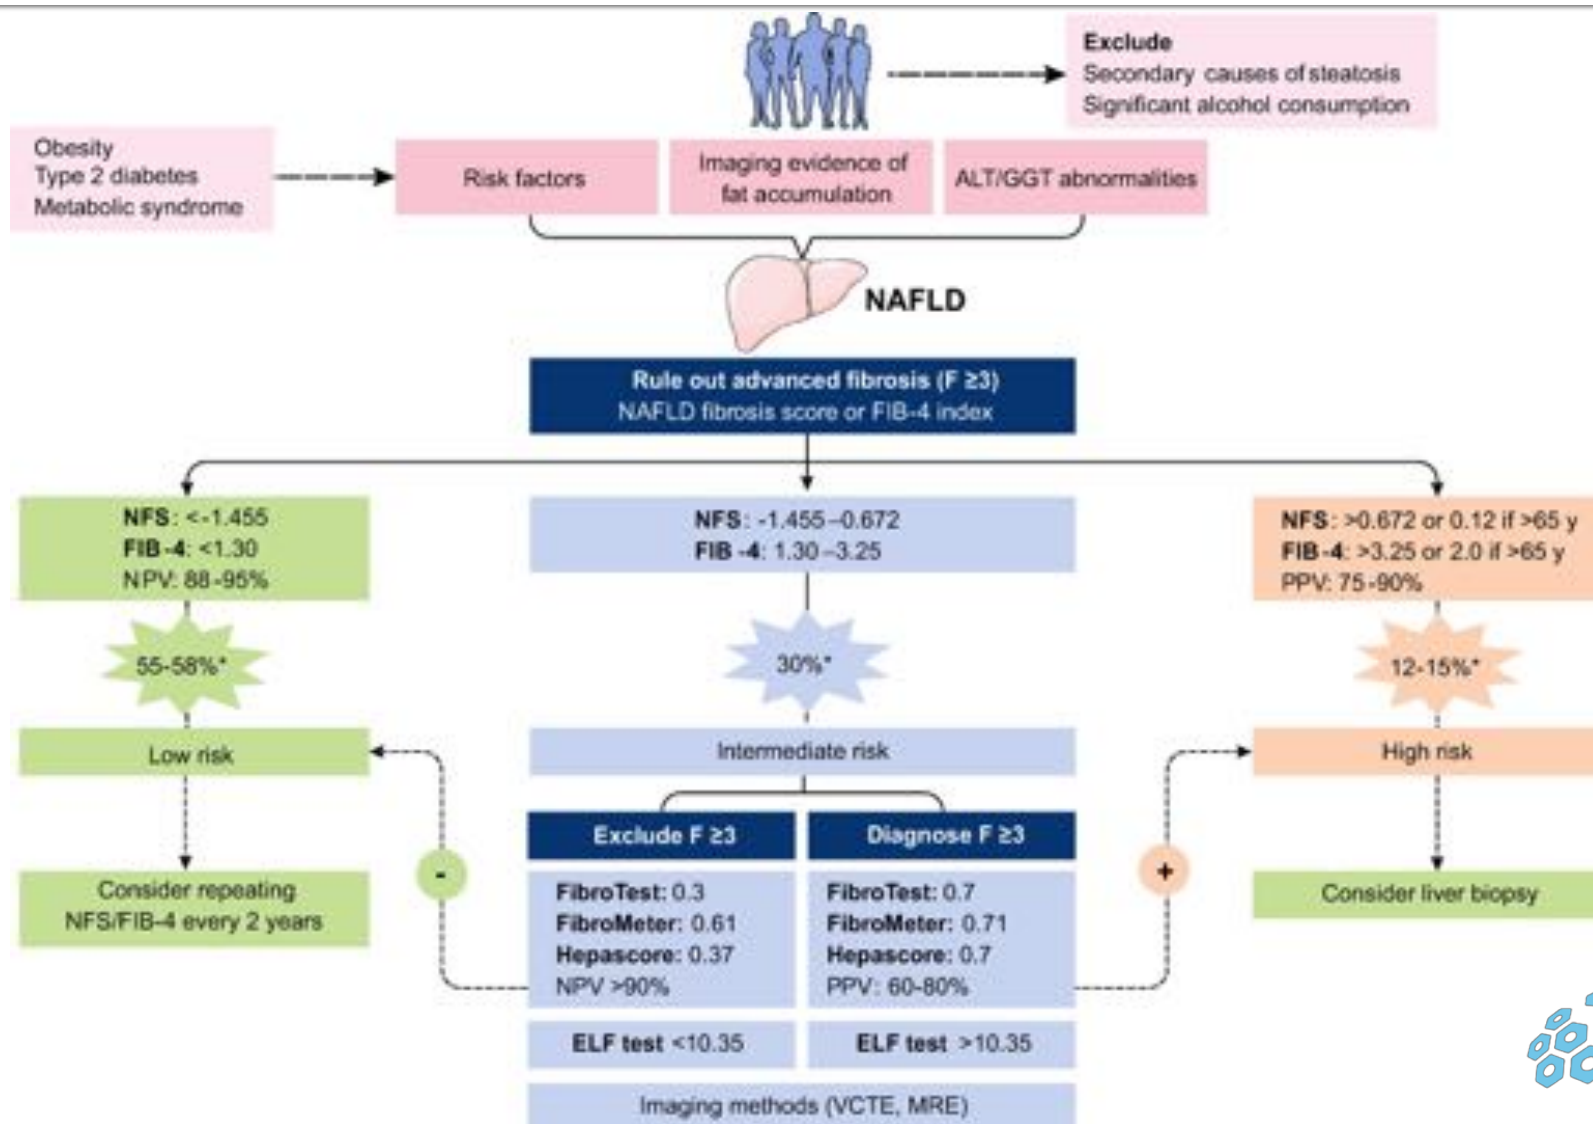 Exclude
Secondary causes of steatosis
Significant alcohol consumption
Obesity
Type 2 diabetes
Metabolic syndrome
Risk factors
Imaging evidence of
fat accumulation
ALT/GGT abnormalities
NAFLD
Rule out advanced fibrosis (F ≥3)
NAFLD fibrosis score or FIB-4 index
NFS: <-1.455
FIB-4: <1.30
NPV: 88-95%
NFS: -1.455–0.672
FIB-4: 1.30–3.25
NFS: >0.672 or 0.12 if >65 y
FIB-4: >3.25 or 2.0 if >65 y
PPV: 75-90%
55-58%*
30%*
12-15%*
Low risk
Intermediate risk
High risk
Exclude F ≥3
Diagnose F ≥3
-
+
Consider repeating
NFS/FIB-4 every 2 years
FibroTest: 0.3
FibroMeter: 0.61
Hepascore: 0.37
NPV >90%
FibroTest: 0.7
FibroMeter: 0.71
Hepascore: 0.7
PPV: 60-80%
Consider liver biopsy
ELF test <10.35
ELF test >10.35
Imaging methods (VCTE, MRE)